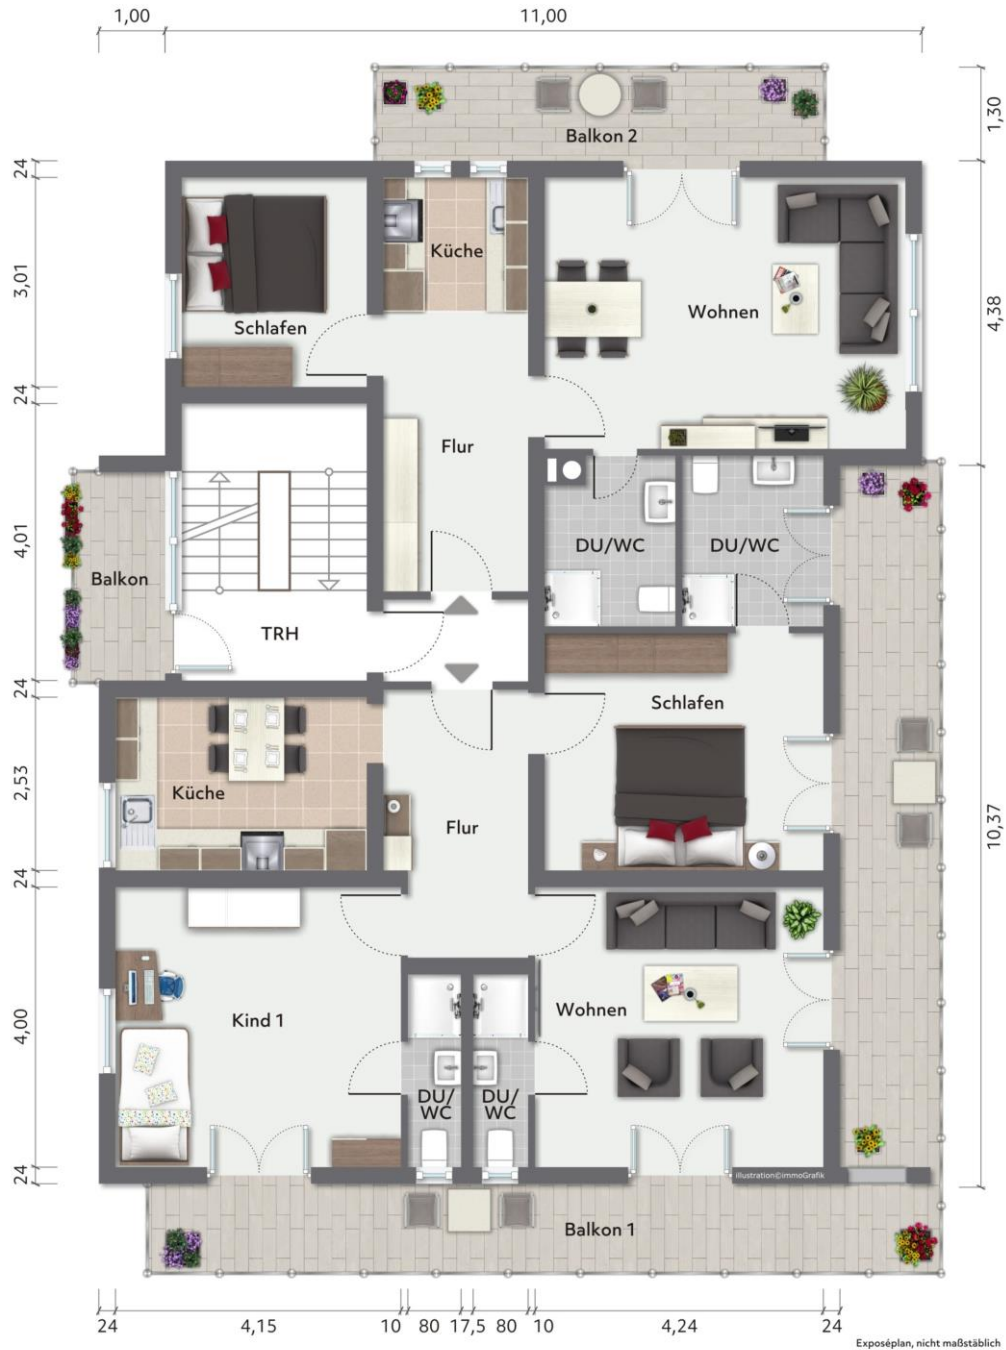 1,00
11,00
1,30
Balkon 2
24
3,01
24
Küche
Schlafen
Wohnen
4,38
Flur
4,01
Balkon
DU/WC
DU/WC
TRH
24
Schlafen
2,53
Küche
Flur
10,37
24
4,00
Kind 1
Wohnen
DU/
WC
DU/
WC
24
illustration©immoGrafik
Balkon 1
24
4,15
10
80
17,5
80
10
4,24
24
Exposéplan, nicht maßstäblich